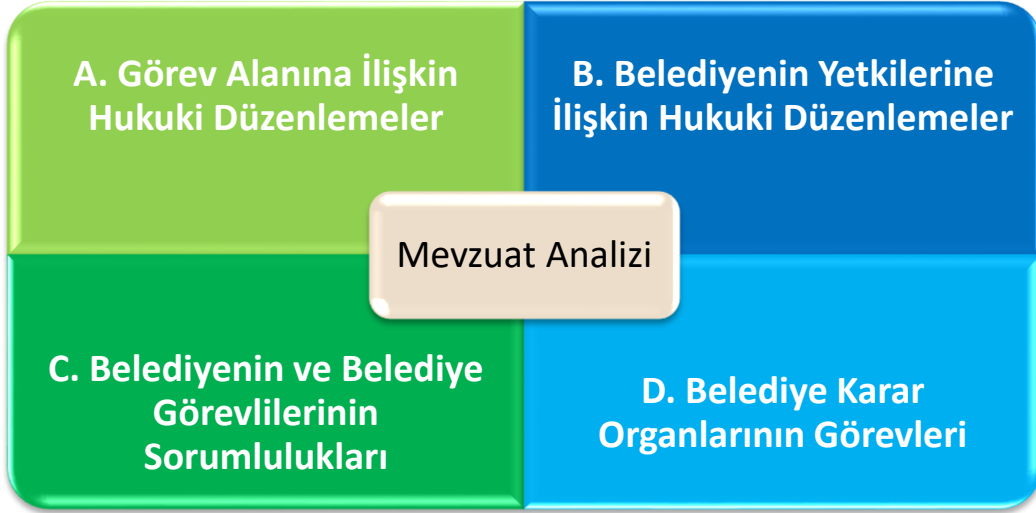 A. Görev Alanına İlişkin
Hukuki Düzenlemeler
B. Belediyenin Yetkilerine
İlişkin Hukuki Düzenlemeler
Mevzuat Analizi
C. Belediyenin ve Belediye
Görevlilerinin
Sorumlulukları
D. Belediye Karar
Organlarının Görevleri